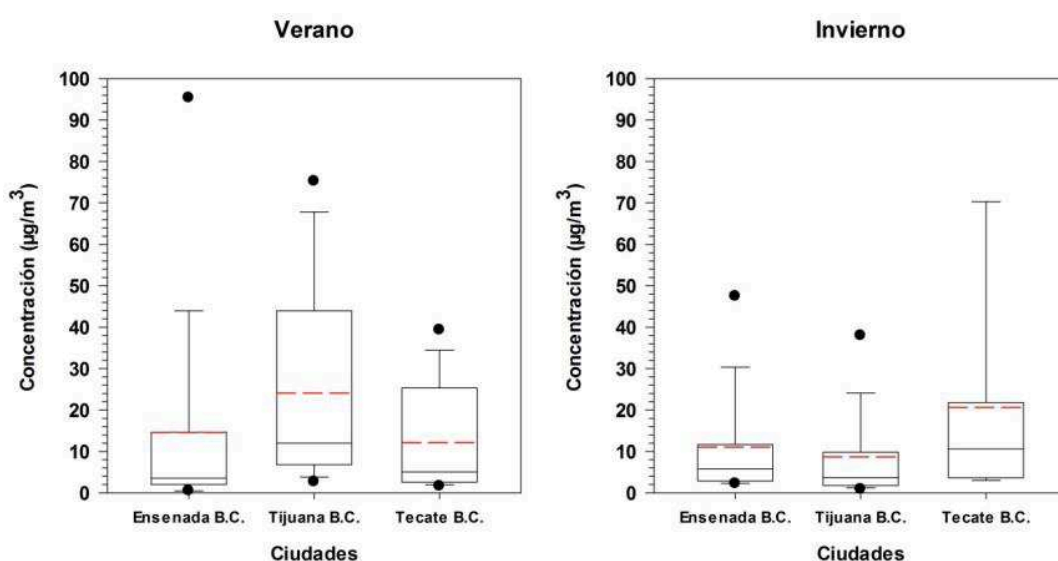 Verano
Concentración (µg/m³)
100
90
80
70
60
50
40
30
20
10
0
Ensenada B.C. Tijuana B.C. Tecate B.C.
Ciudades
Invierno
Concentración (µg/m³)
100
90
80
70
60
50
40
30
20
10
0
Ensenada B.C. Tijuana B.C. Tecate B.C.
Ciudades